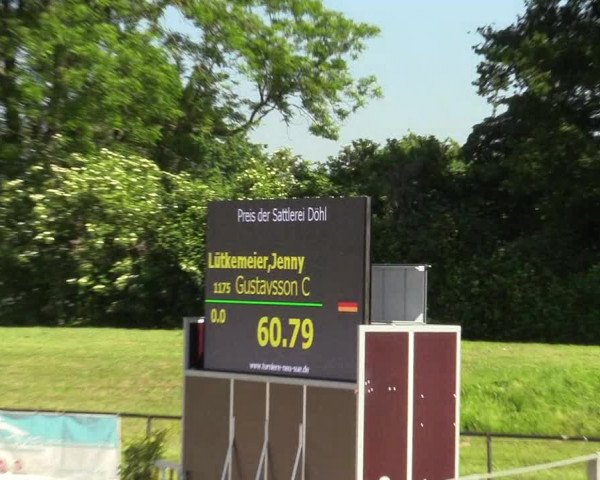 Preis der Sattlerei Döhl
Lütkemeier,Jenny
1175 Gustavsson C
0.0
60.79
www.turniere-neu-sue.de